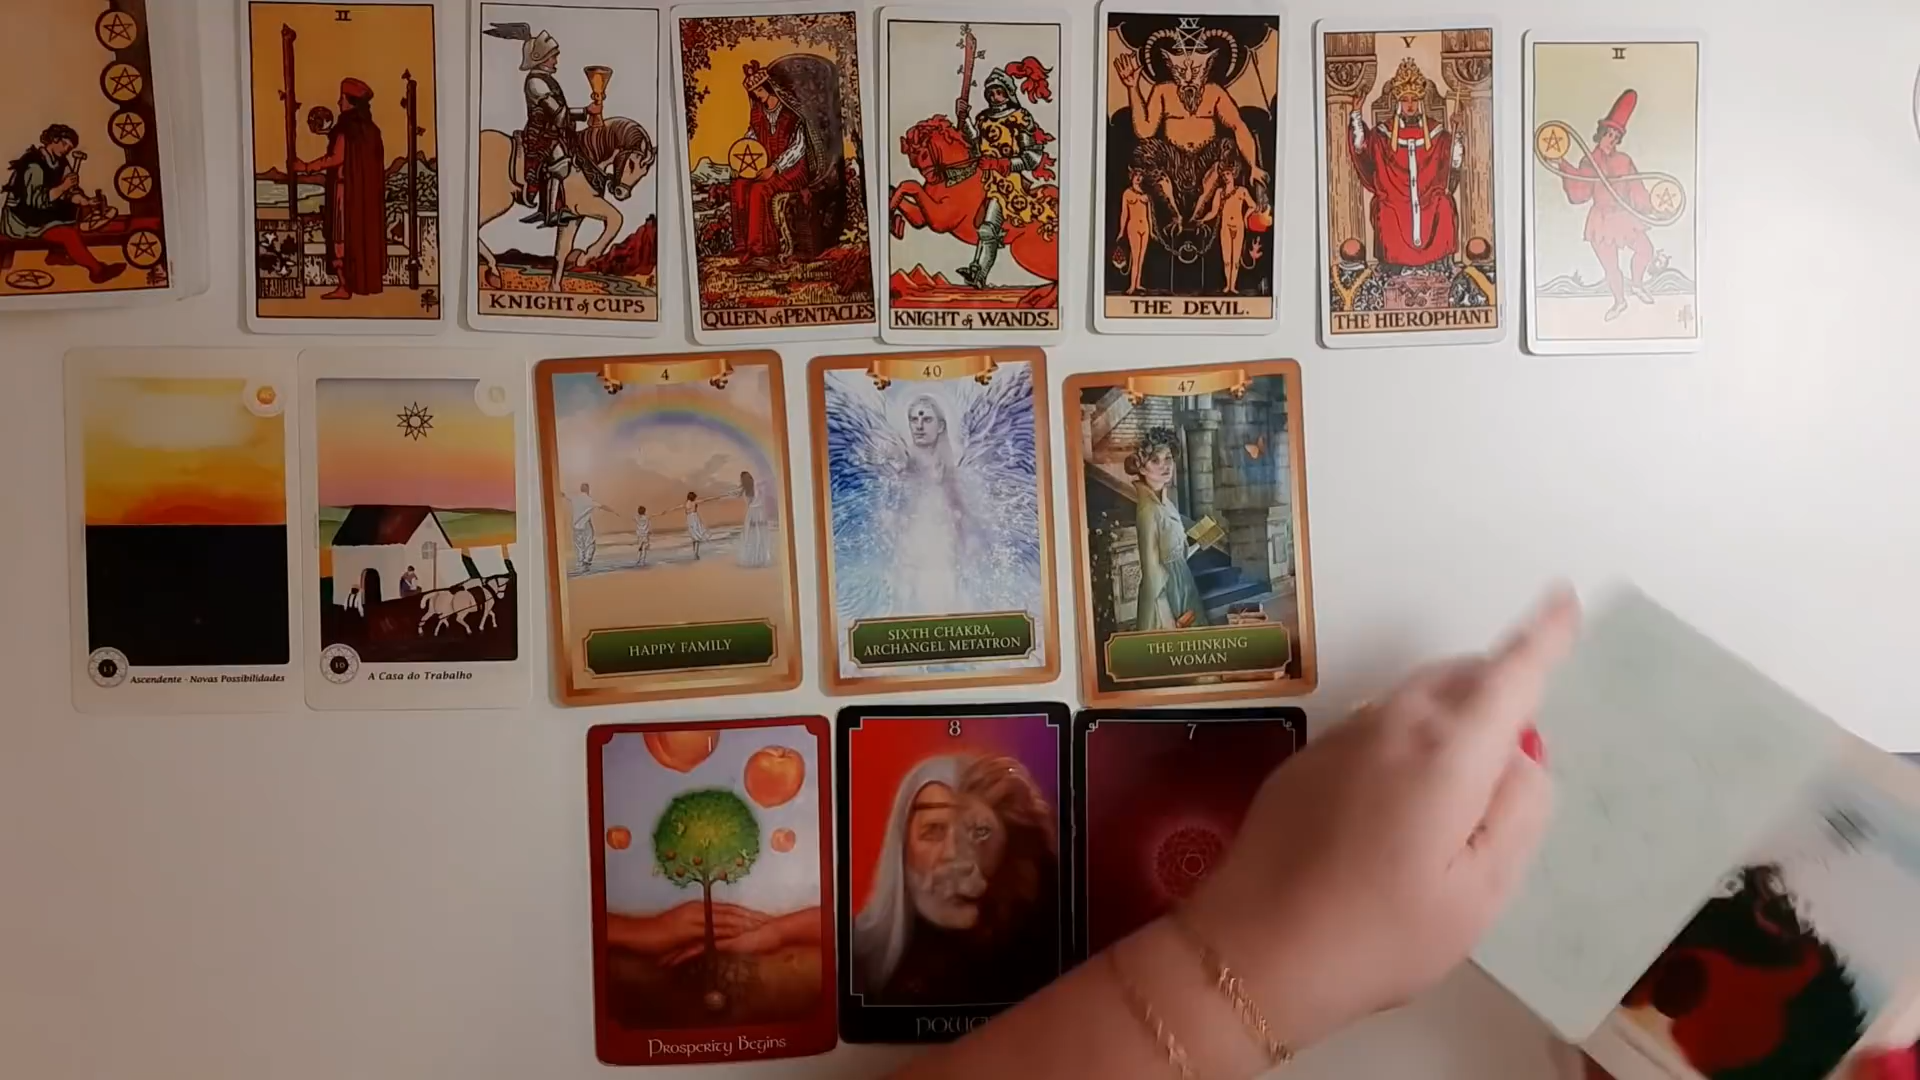 II
KNIGHT of CUPS
QUEEN of PENTACLES
KNIGHT of WANDS.
XV
THE DEVIL.
V
THE HIEROPHANT
II
13
Ascendente - Novas Possibilidades
10
A Casa do Trabalho
4
HAPPY FAMILY
40
SIXTH CHAKRA,
ARCHANGEL METATRON
47
THE THINKING
WOMAN
Prosperity Begins
8
7